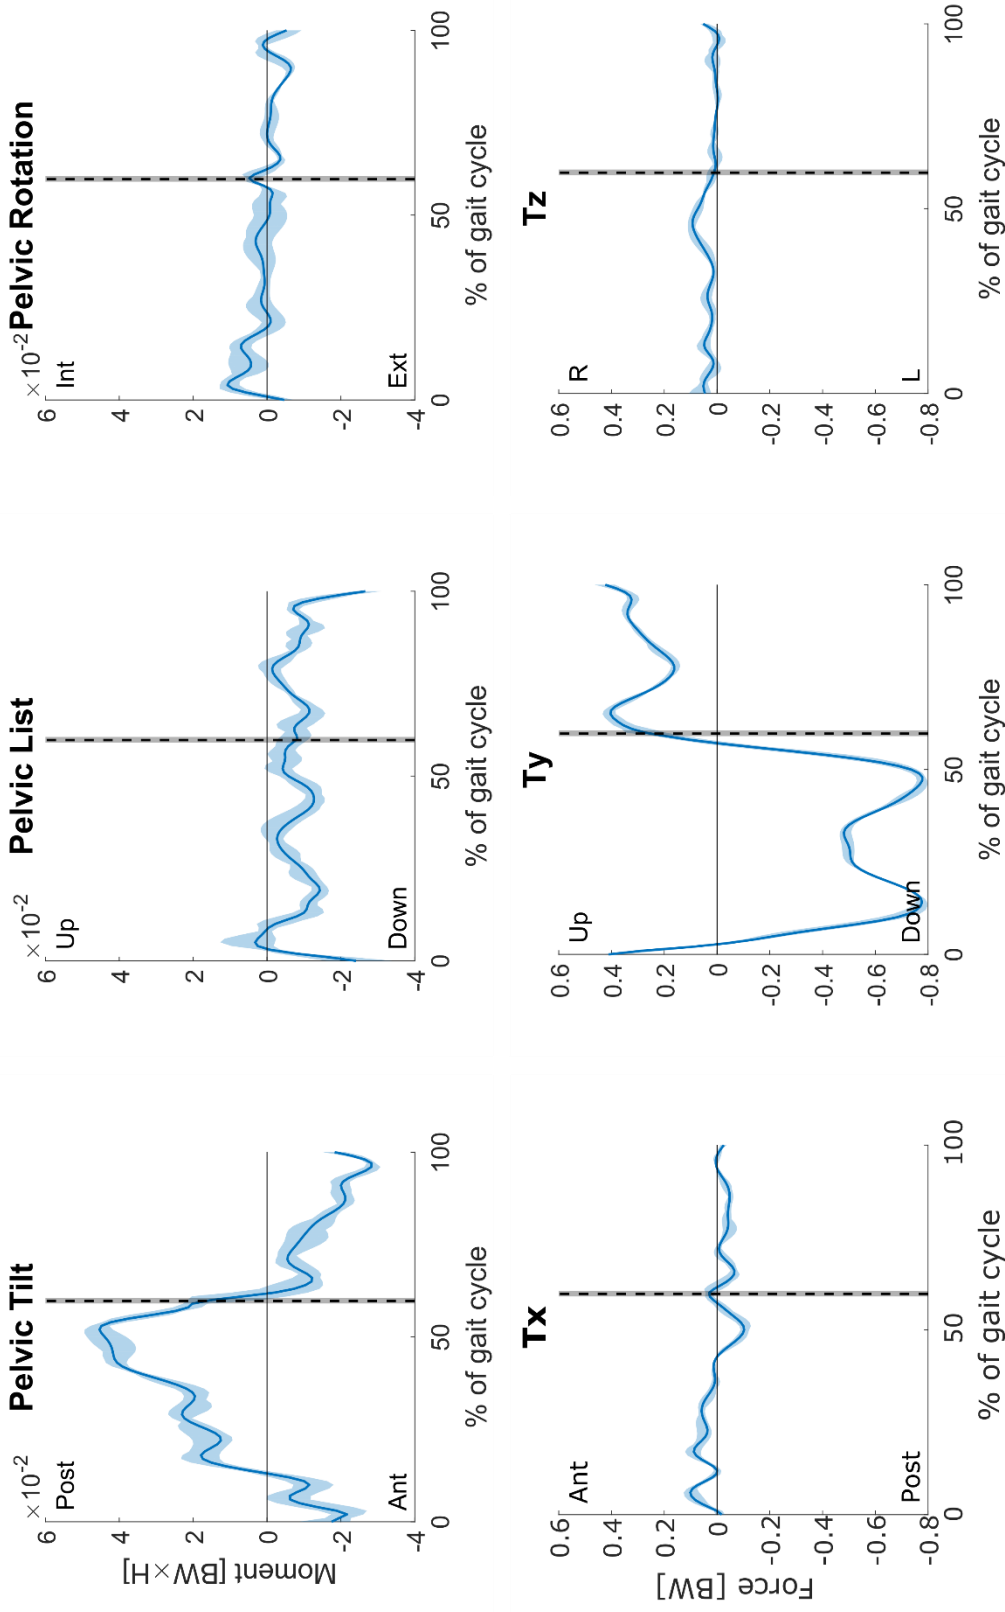 Pelvic Tilt
×10-2
6
4
2
0
-2
-4
Moment [BW×H]
Post
Ant
0
50
100
% of gait cycle
Pelvic List
×10-2
6
4
2
0
-2
-4
Up
Down
0
50
100
% of gait cycle
Pelvic Rotation
×10-2
6
4
2
0
-2
-4
Int
Ext
0
50
100
% of gait cycle
Tx
0.6
0.4
0.2
0
-0.2
-0.4
-0.6
-0.8
Force [BW]
Ant
Post
0
50
100
% of gait cycle
Ty
0.6
0.4
0.2
0
-0.2
-0.4
-0.6
-0.8
Up
Down
0
50
100
% of gait cycle
Tz
0.6
0.4
0.2
0
-0.2
-0.4
-0.6
-0.8
R
L
0
50
100
% of gait cycle